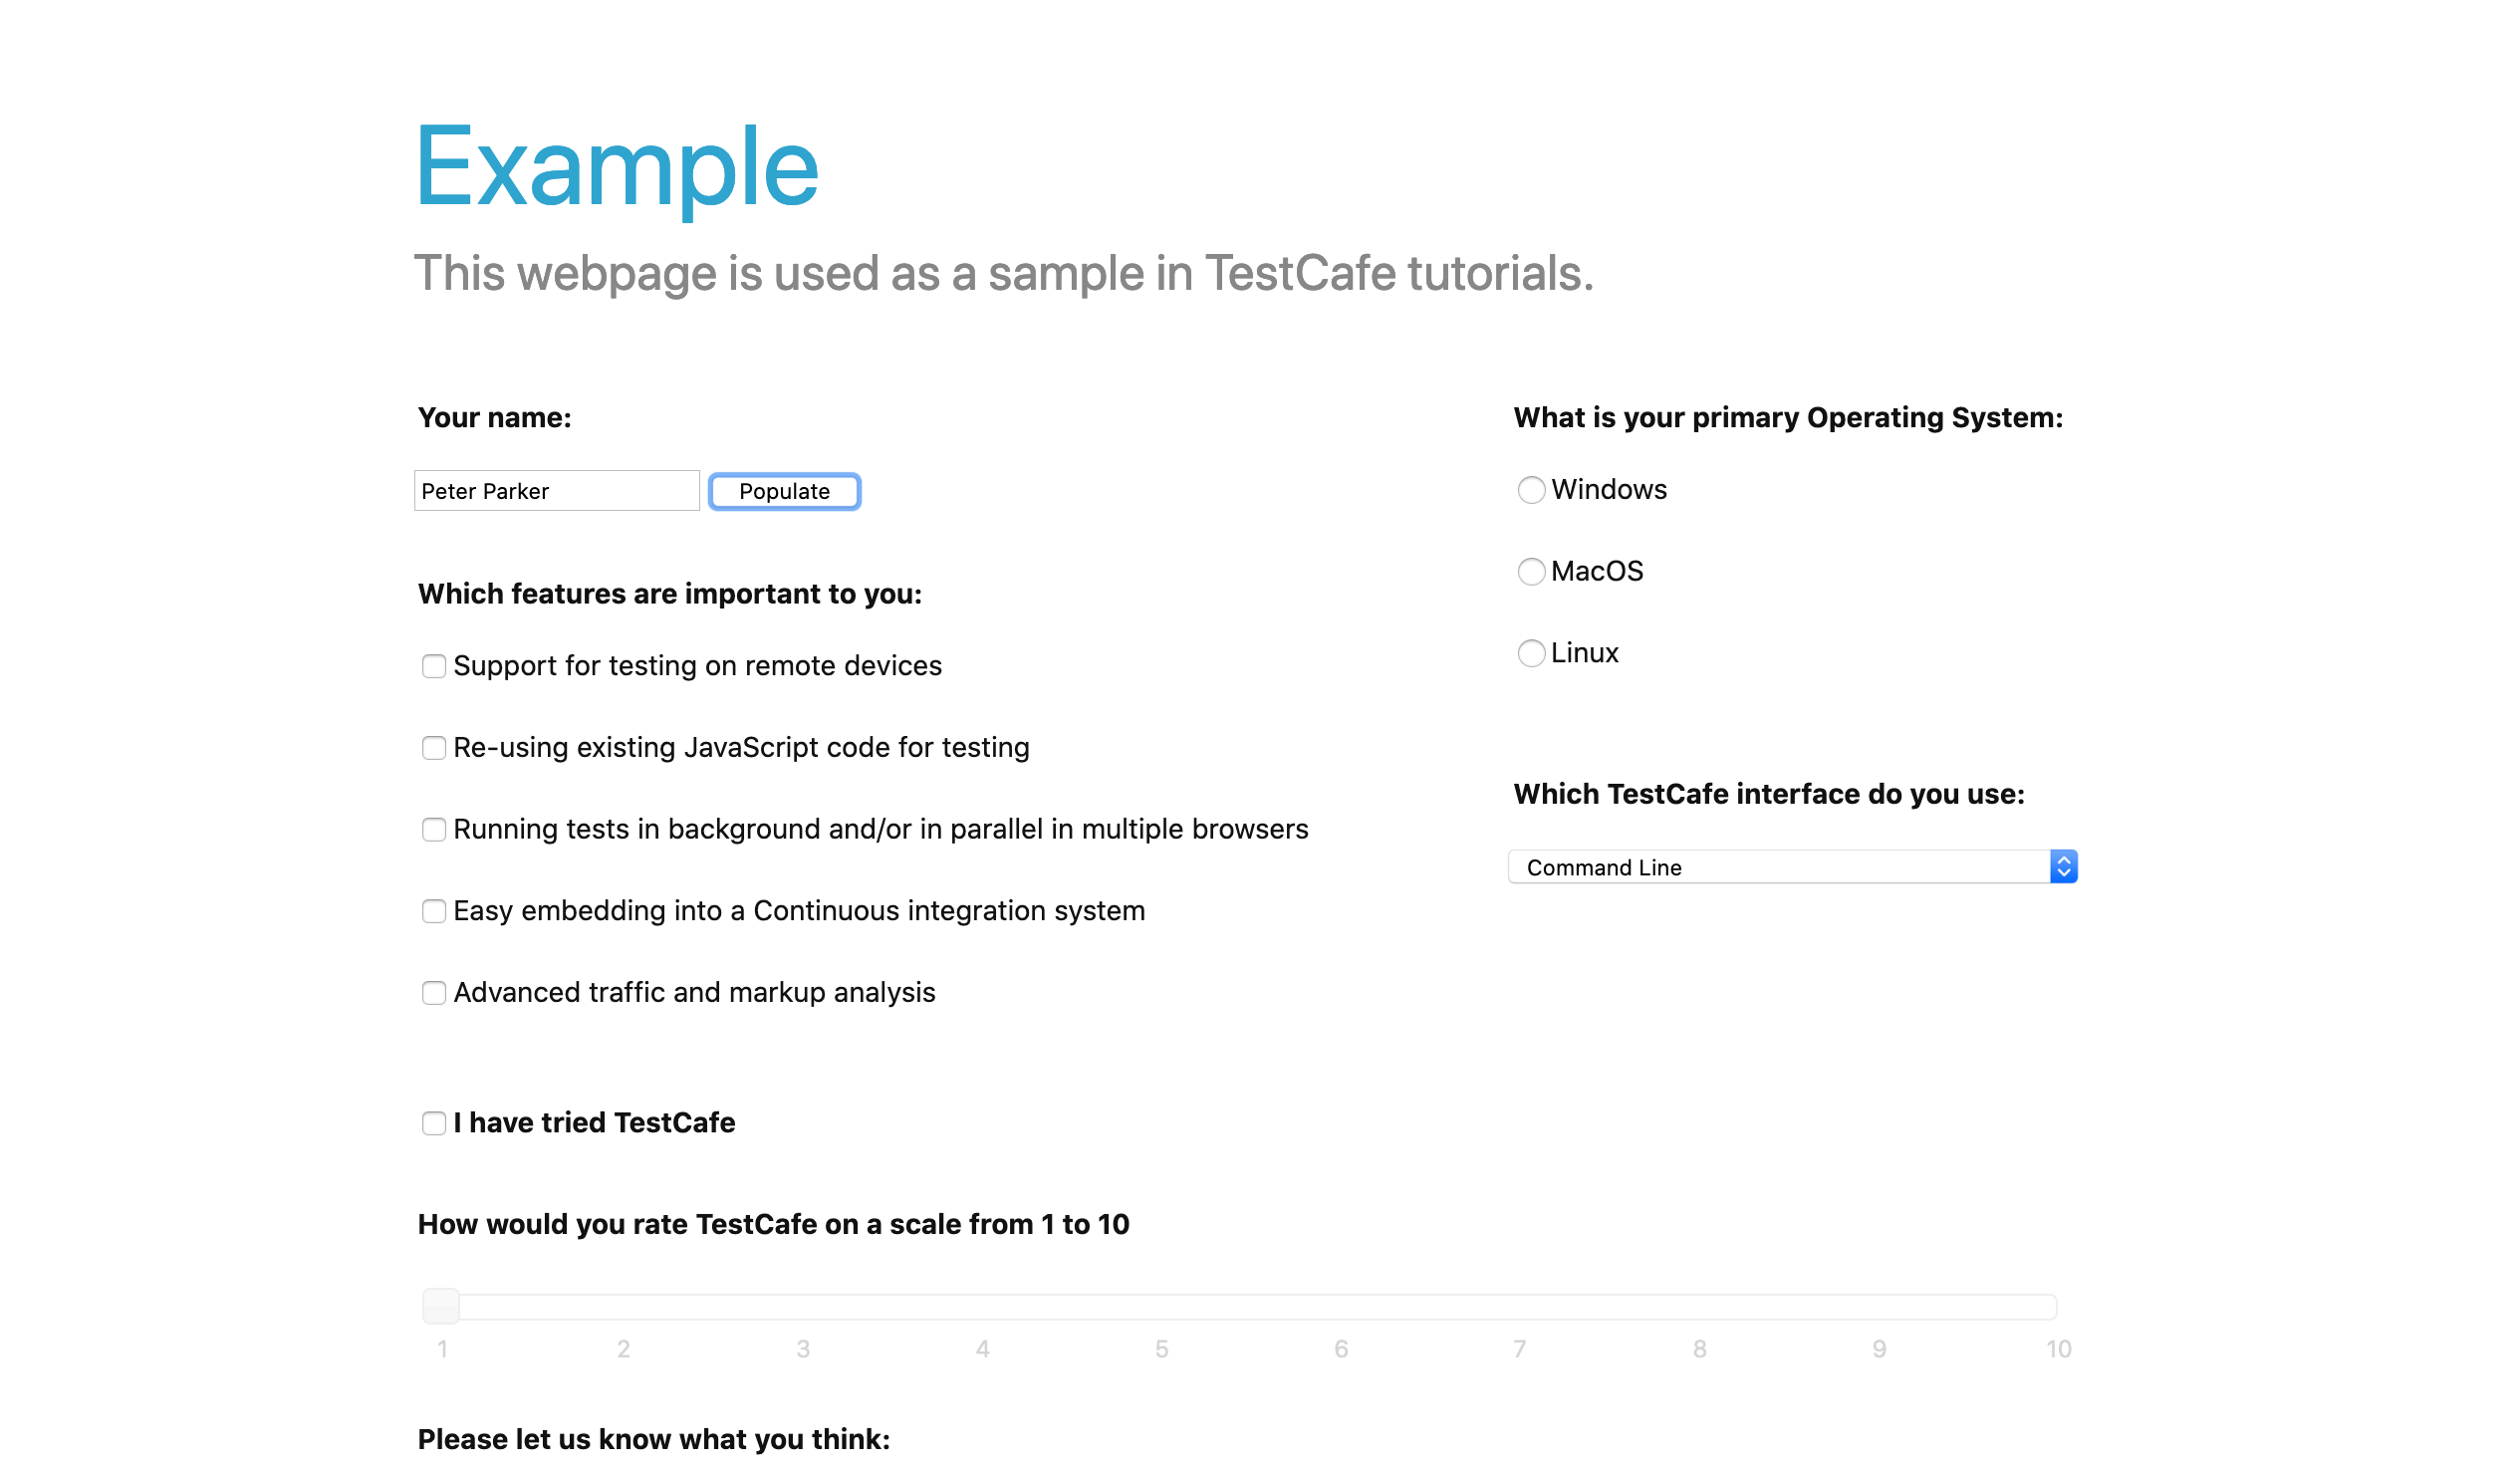 Example
This webpage is used as a sample in TestCafe tutorials.
Your name:
Peter Parker
Populate
Which features are important to you:
Support for testing on remote devices
Re-using existing JavaScript code for testing
Running tests in background and/or in parallel in multiple browsers
Easy embedding into a Continuous integration system
Advanced traffic and markup analysis
What is your primary Operating System:
Windows
MacOS
Linux
Which TestCafe interface do you use:
Command Line
I have tried TestCafe
How would you rate TestCafe on a scale from 1 to 10
1 2 3 4 5 6 7 8 9 10
Please let us know what you think: